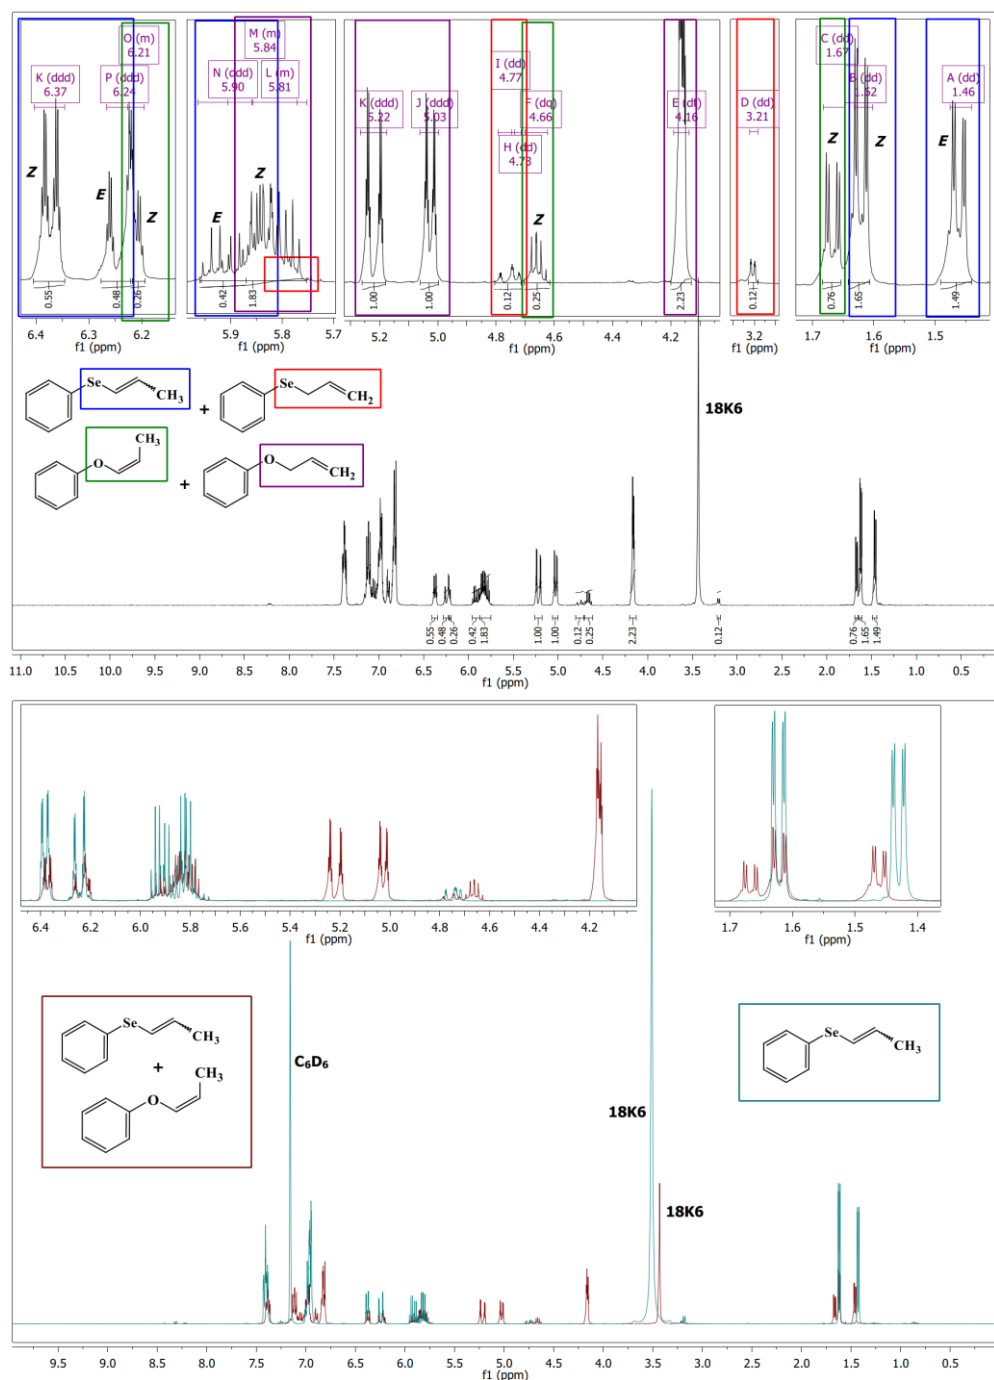 O (m)
6.21
K (ddd)
6.37
P (ddd)
6.24
Z
E
Z
0.55
0.48
0.26
6.4
6.3
6.2
f1 (ppm)
M (m)
5.84
N (ddd)
5.90
L (m)
5.81
E
Z
0.42
1.83
5.9
5.8
5.7
f1 (ppm)
K (ddd)
5.22
J (ddd)
5.03
I (dd)
4.77
H (dd)
4.73
F (dq)
4.66
E (dt)
4.16
Z
1.00
1.00
0.12
0.25
2.23
5.2
5.0
4.8
4.6
4.4
4.2
f1 (ppm)
D (dd)
3.21
0.12
3.2
f1 (ppm)
C (dd)
1.67
B (dd)
1.62
A (dd)
1.46
Z
Z
E
0.76
1.65
1.49
1.7
1.6
1.5
f1 (ppm)
Se
CH3
+
Se
CH2
O
CH3
+
O
CH2
18K6
0.55
0.48
0.26
0.42
1.83
1.00
1.00
0.12
0.25
2.23
0.12
0.76
1.65
1.49
11.0 10.5 10.0 9.5 9.0 8.5 8.0 7.5 7.0 6.5 6.0 5.5 5.0 4.5 4.0 3.5 3.0 2.5 2.0 1.5 1.0 0.5 0.0
f1 (ppm)
6.4 6.2 6.0 5.8 5.6 5.4 5.2 5.0 4.8 4.6 4.4 4.2
f1 (ppm)
1.7 1.6 1.5 1.4
f1 (ppm)
Se
CH3
+
CH3
O
C6D6
18K6
18K6
Se
CH3
9.5 9.0 8.5 8.0 7.5 7.0 6.5 6.0 5.5 5.0 4.5 4.0 3.5 3.0 2.5 2.0 1.5 1.0 0.5 0.0
f1 (ppm)